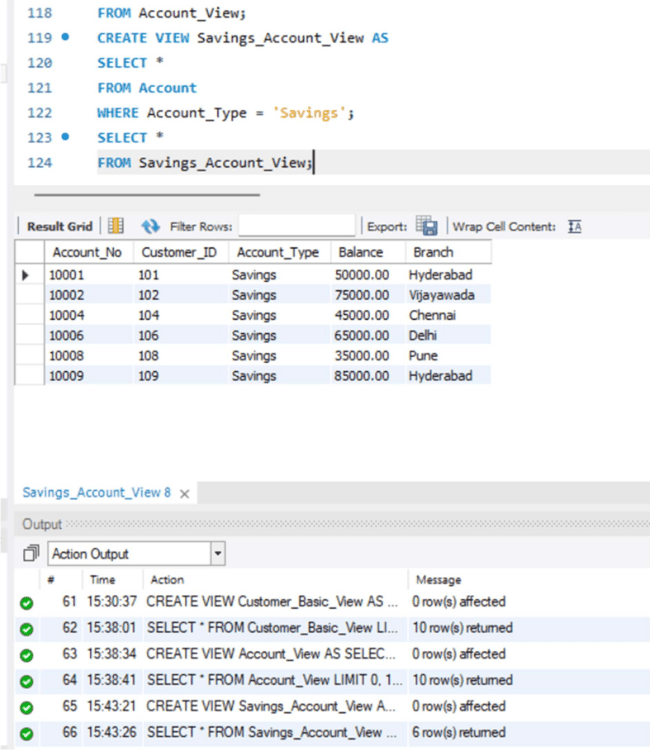 118 FROM Account_View;
119 CREATE VIEW Savings_Account_View AS
120 SELECT *
121 FROM Account
122 WHERE Account_Type = 'Savings';
123 SELECT *
124 FROM Savings_Account_View;
Result Grid Filter Rows: Export: Wrap Cell Content:
Account_No Customer_ID Account_Type Balance Branch
10001 101 Savings 50000.00 Hyderabad
10002 102 Savings 75000.00 Vijayawada
10004 104 Savings 45000.00 Chennai
10006 106 Savings 65000.00 Delhi
10008 108 Savings 35000.00 Pune
10009 109 Savings 85000.00 Hyderabad
Savings_Account_View 8
Output
Action Output
# Time Action Message
61 15:30:37 CREATE VIEW Customer_Basic_View AS ... 0 row(s) affected
62 15:38:01 SELECT * FROM Customer_Basic_View LI... 10 row(s) returned
63 15:38:34 CREATE VIEW Account_View AS SELEC... 0 row(s) affected
64 15:38:41 SELECT * FROM Account_View LIMIT 0, 1... 10 row(s) returned
65 15:43:21 CREATE VIEW Savings_Account_View A... 0 row(s) affected
66 15:43:26 SELECT * FROM Savings_Account_View ... 6 row(s) returned